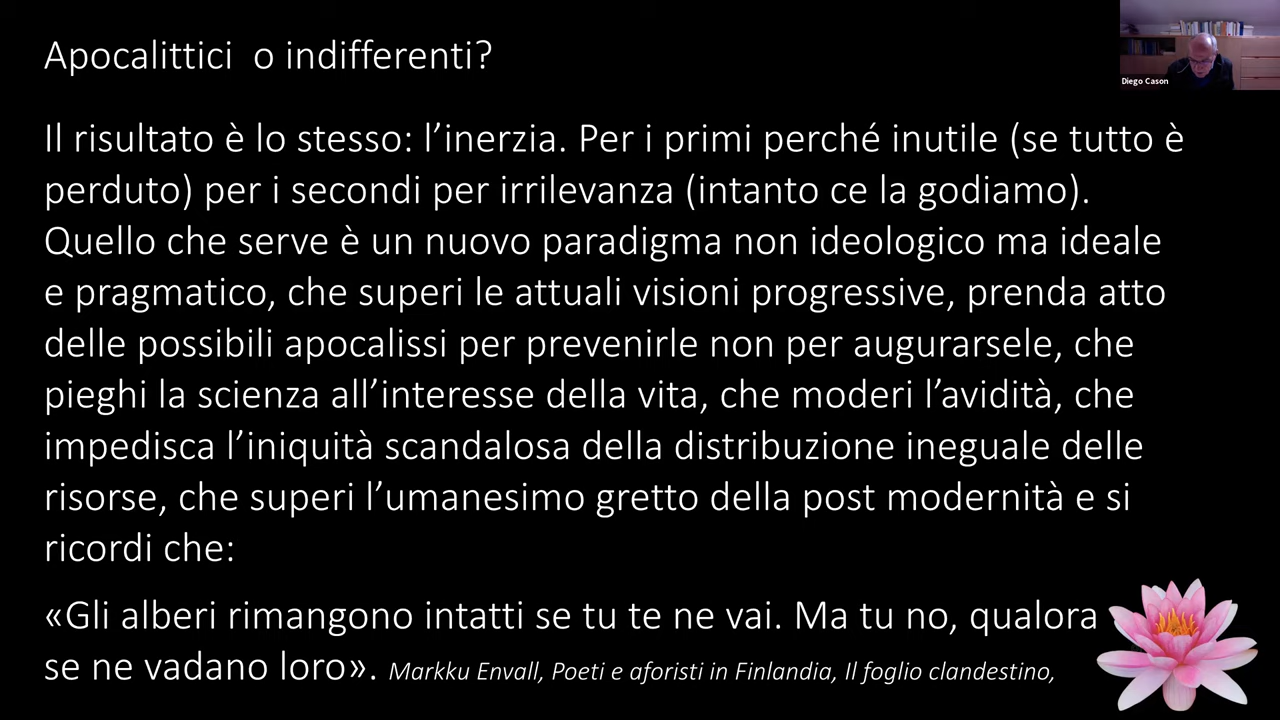 Apocalittici o indifferenti?
Diego Cason
Il risultato è lo stesso: l’inerzia. Per i primi perché inutile (se tutto è
perduto) per i secondi per irrilevanza (intanto ce la godiamo).
Quello che serve è un nuovo paradigma non ideologico ma ideale
e pragmatico, che superi le attuali visioni progressive, prenda atto
delle possibili apocalissi per prevenirle non per augurarsele, che
pieghi la scienza all’interesse della vita, che moderi l’avidità, che
impedisca l’iniquità scandalosa della distribuzione ineguale delle
risorse, che superi l’umanesimo gretto della post modernità e si
ricordi che:
«Gli alberi rimangono intatti se tu te ne vai. Ma tu no, qualora
se ne vadano loro». Markku Envall, Poeti e aforisti in Finlandia, Il foglio clandestino,